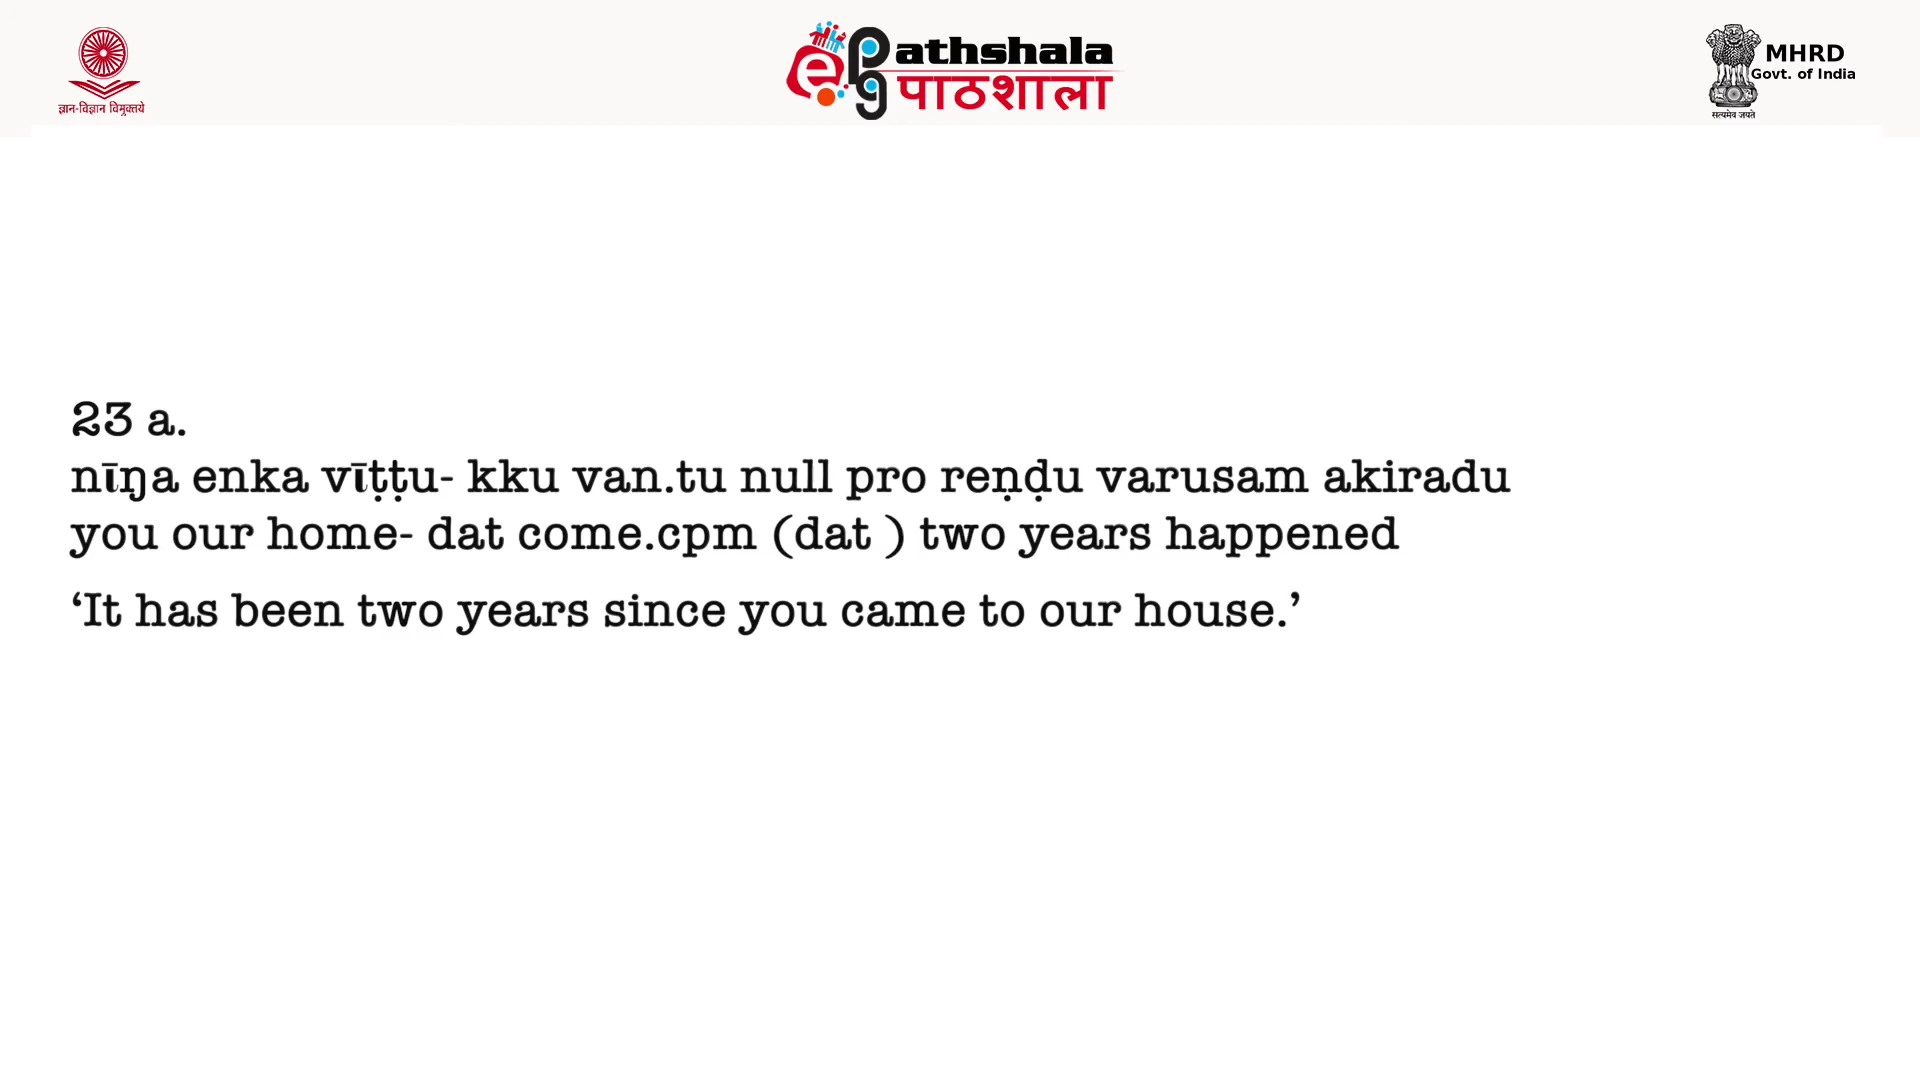 ज्ञान-विज्ञान विमुक्तये
e Pg athshala
पाठशाला
MHRD
Govt. of India
सत्यमेव जयते
23 a.
nīŋa enka vīṭṭu- kku van.tu null pro reṇḍu varusam akiradu
you our home- dat come.cpm (dat ) two years happened
‘It has been two years since you came to our house.’